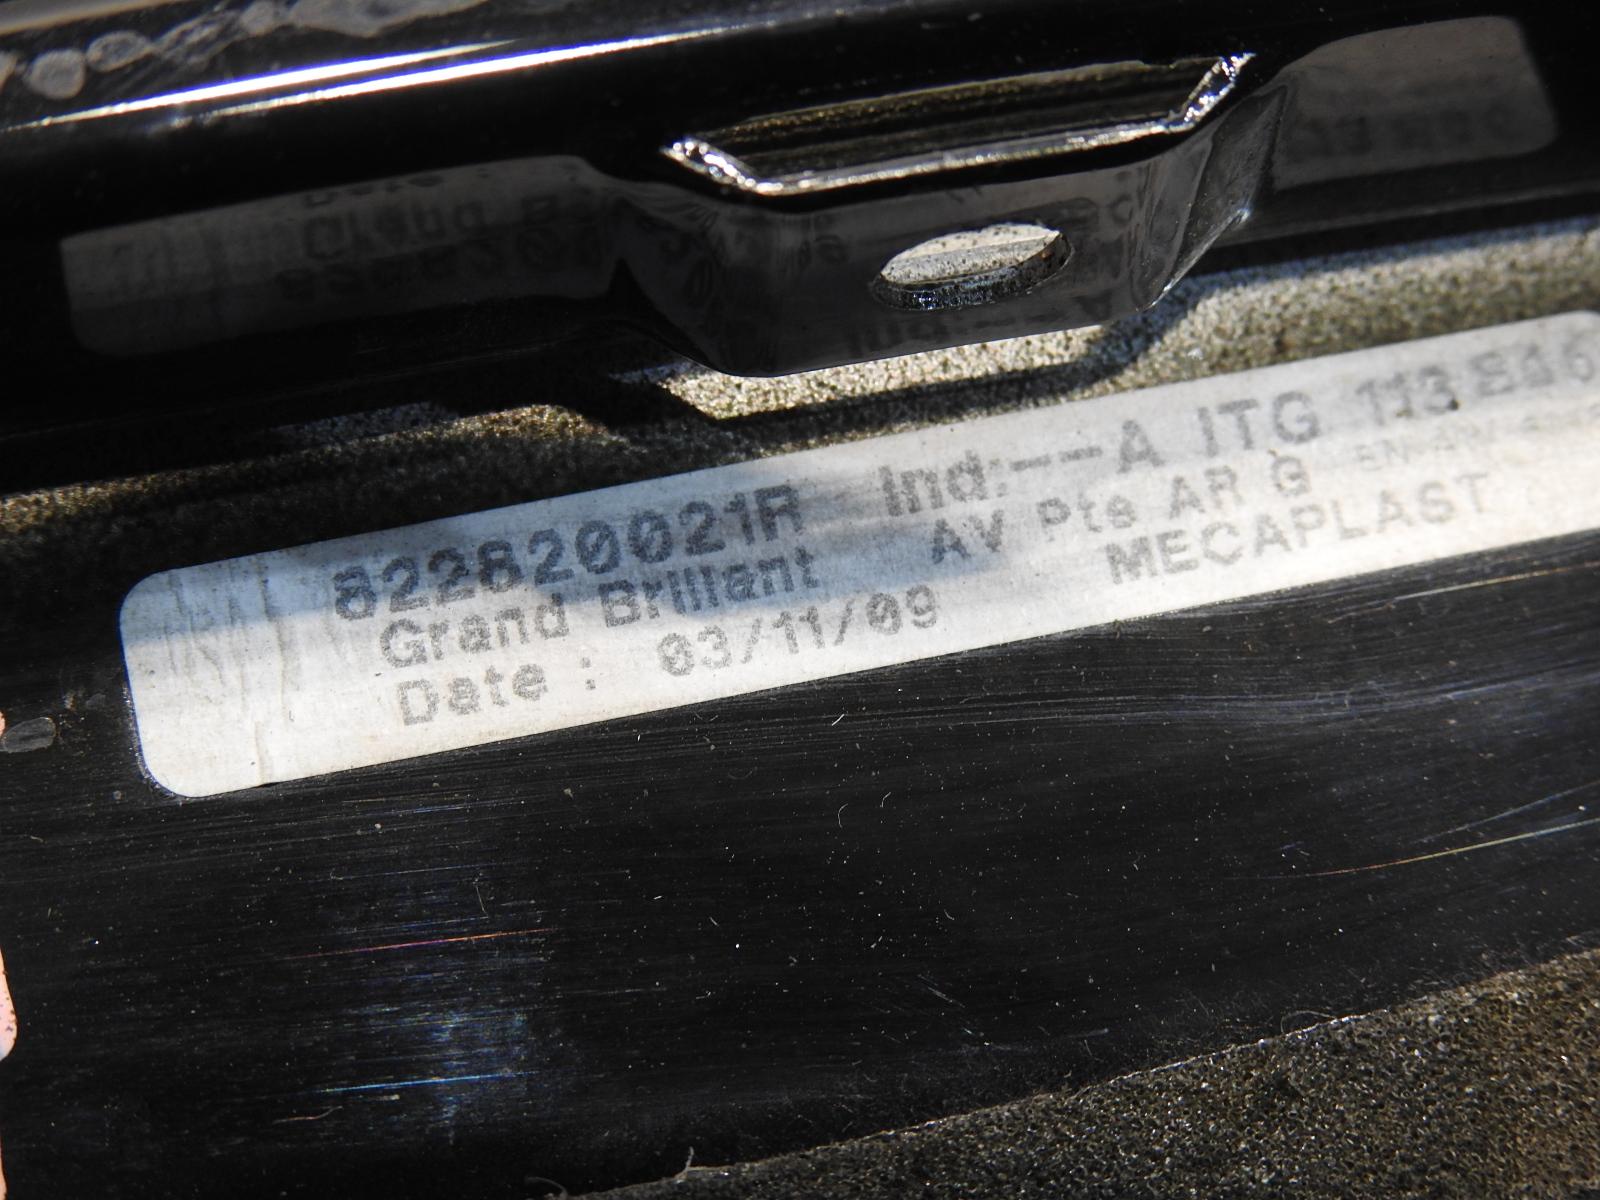 822820021R Ind:--A ITG 113
Grand Brillant AV Pte AR G
Date : 03/11/09 MECAPLAST